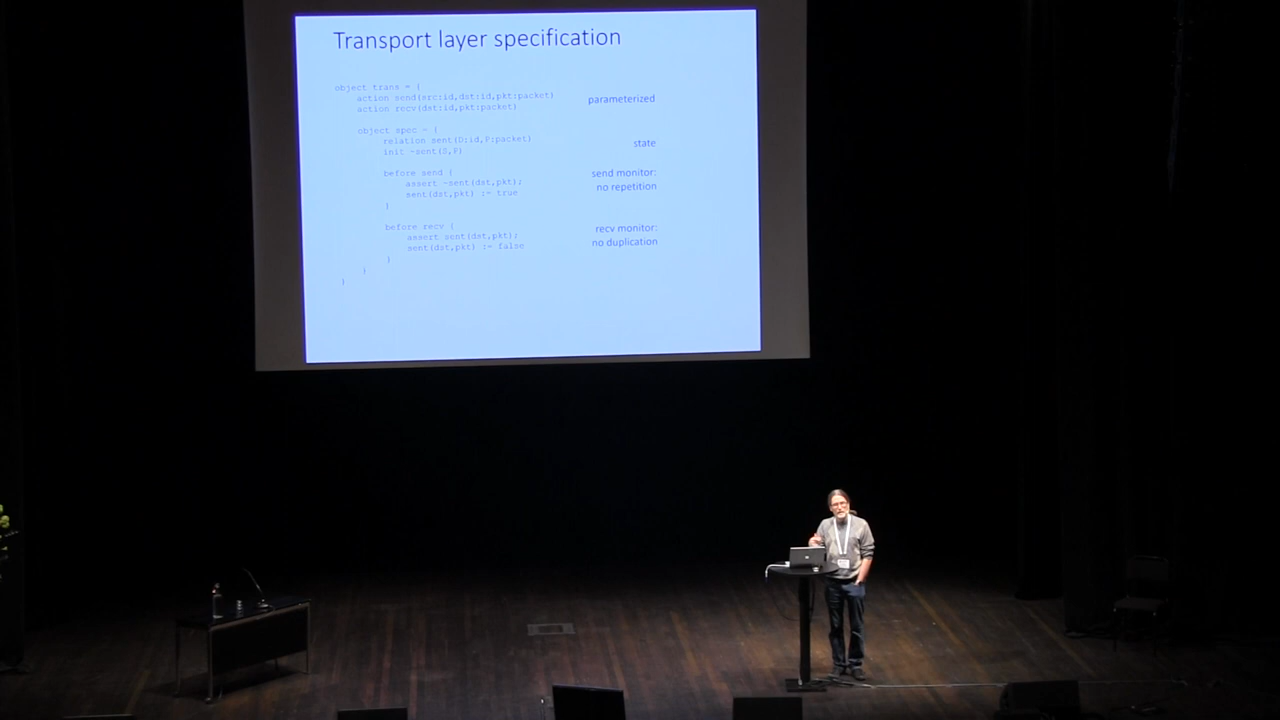 Transport layer specification
object trans = {
action send(src:id,dst:id,pkt:packet)
action recv(dst:id,pkt:packet)
parameterized
object spec = {
relation sent(D:id,P:packet)
init ~sent(D,P)
state
before send {
assert ~sent(dst,pkt);
sent(dst,pkt) := true
}
send monitor:
no repetition
before recv {
assert sent(dst,pkt);
sent(dst,pkt) := false
}
recv monitor:
no duplication
}
}